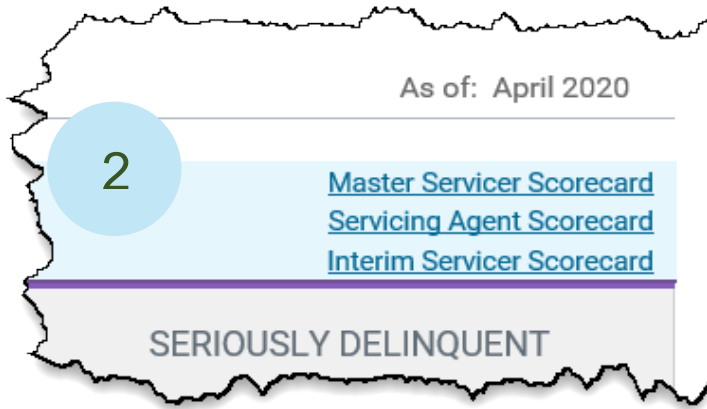 As of: April 2020
2
Master Servicer Scorecard
Servicing Agent Scorecard
Interim Servicer Scorecard
SERIOUSLY DELINQUENT